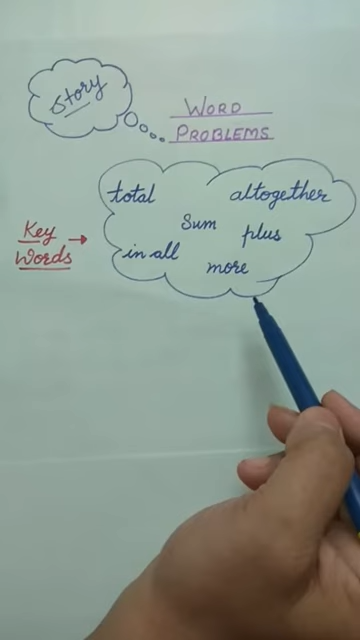 Story
WORD
PROBLEMS
Key
Words
total
altogether
Sum
plus
in all
more